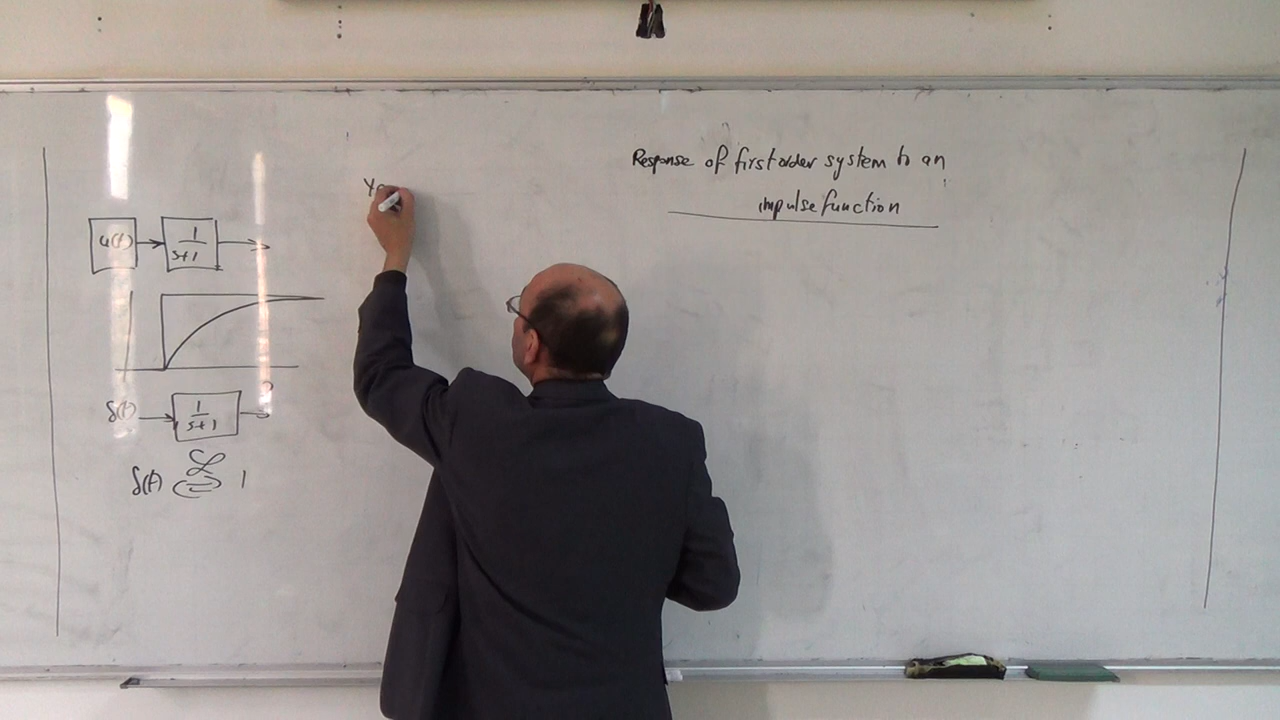 Response of first order system to an
impulse function
u(t) → 1/(s+1) →
δ(t) → 1/(s+1) → ?
δ(t) ℒ ⇌ 1
Y